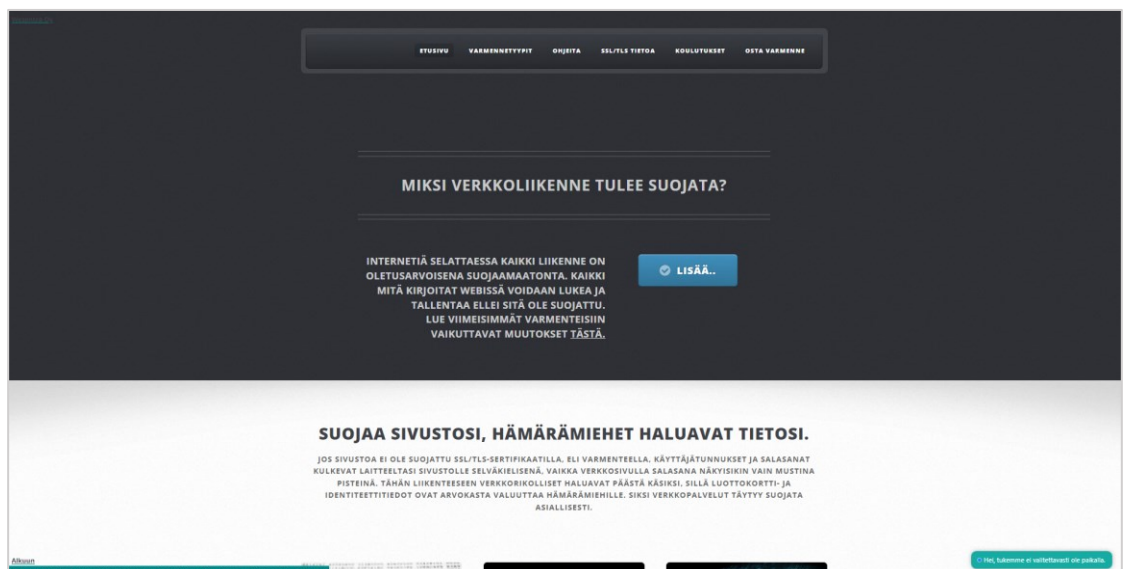 ETUSIVU VARMENNETYYPIT OHJEITA SSL/TLS TIETOA KOULUTUKSET OSTA VARMENNE
MIKSI VERKKOLIIKENNE TULEE SUOJATA?
INTERNETIÄ SELATTAESSA KAIKKI LIIKENNE ON
OLETUSARVOISENA SUOJAAMAATONTA. KAIKKI
MITÄ KIRJOITAT WEBISSÄ VOIDAAN LUKEA JA
TALLENTAA ELLEI SITÄ OLE SUOJATTU.
LUE VIIMEISIMMÄT VARMENTEISIIN
VAIKUTTAVAT MUUTOKSET TÄSTÄ.
LISÄÄ..
SUOJAA SIVUSTOSI, HÄMÄRÄMIEHET HALUAVAT TIETOSI.
JOS SIVUSTOA EI OLE SUOJATTU SSL/TLS-SERTIFIKAATILLA, ELI VARMENTEELLA, KÄYTTÄJÄTUNNUKSET JA SALASANAT
KULKEVAT LAITTEELTASI SIVUSTOLLE SELVÄKIELISENÄ, VAIKKA VERKKOSIVULLA SALASANA NÄKYISIKIN VAIN MUSTINA
PISTEINÄ. TÄHÄN LIIKENTEESEEN VERKKORIKOLLISET HALUAVAT PÄÄSTÄ KÄSIKSI, SILLÄ LUOTTOKORTTI- JA
IDENTITEETTITIEDOT OVAT ARVOKASTA VALUUTTAA HÄMÄRÄMIEHILLE. SIKSI VERKKOPALVELUT TÄYTYY SUOJATA
ASIALLISESTI.
Alkuun
Hei, tukemme ei valitettavasti ole paikalla.